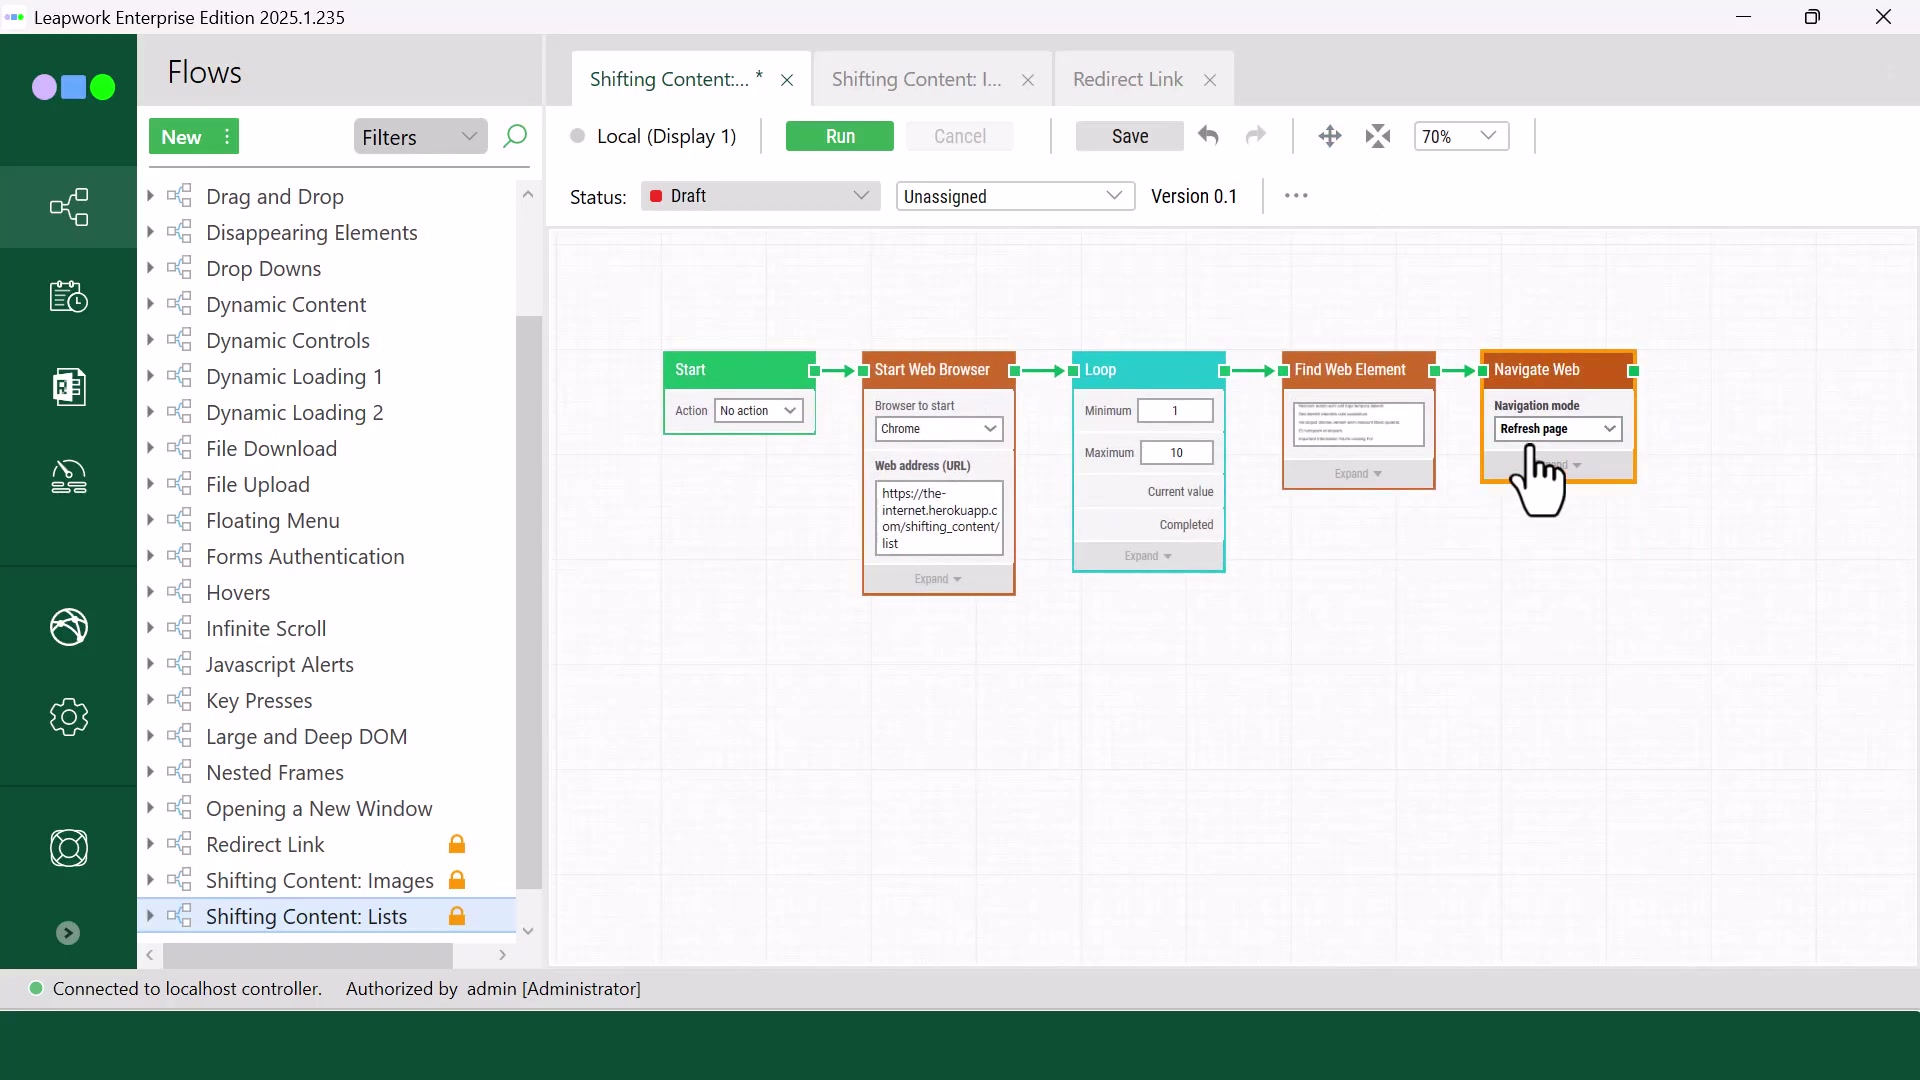 Leapwork Enterprise Edition 2025.1.235
Flows
New
Filters
Drag and Drop
Disappearing Elements
Drop Downs
Dynamic Content
Dynamic Controls
Dynamic Loading 1
Dynamic Loading 2
File Download
File Upload
Floating Menu
Forms Authentication
Hovers
Infinite Scroll
Javascript Alerts
Key Presses
Large and Deep DOM
Nested Frames
Opening a New Window
Redirect Link
Shifting Content: Images
Shifting Content: Lists
Shifting Content:... *
Shifting Content: I...
Redirect Link
Local (Display 1)
Run
Cancel
Save
70%
Status:
Draft
Unassigned
Version 0.1
Start
Action
No action
Start Web Browser
Browser to start
Chrome
Web address (URL)
https://the-
internet.herokuapp.c
om/shifting_content/
list
Expand
Loop
Minimum
1
Maximum
10
Current value
Completed
Expand
Find Web Element
Expand
Navigate Web
Navigation mode
Refresh page
Connected to localhost controller.
Authorized by admin [Administrator]